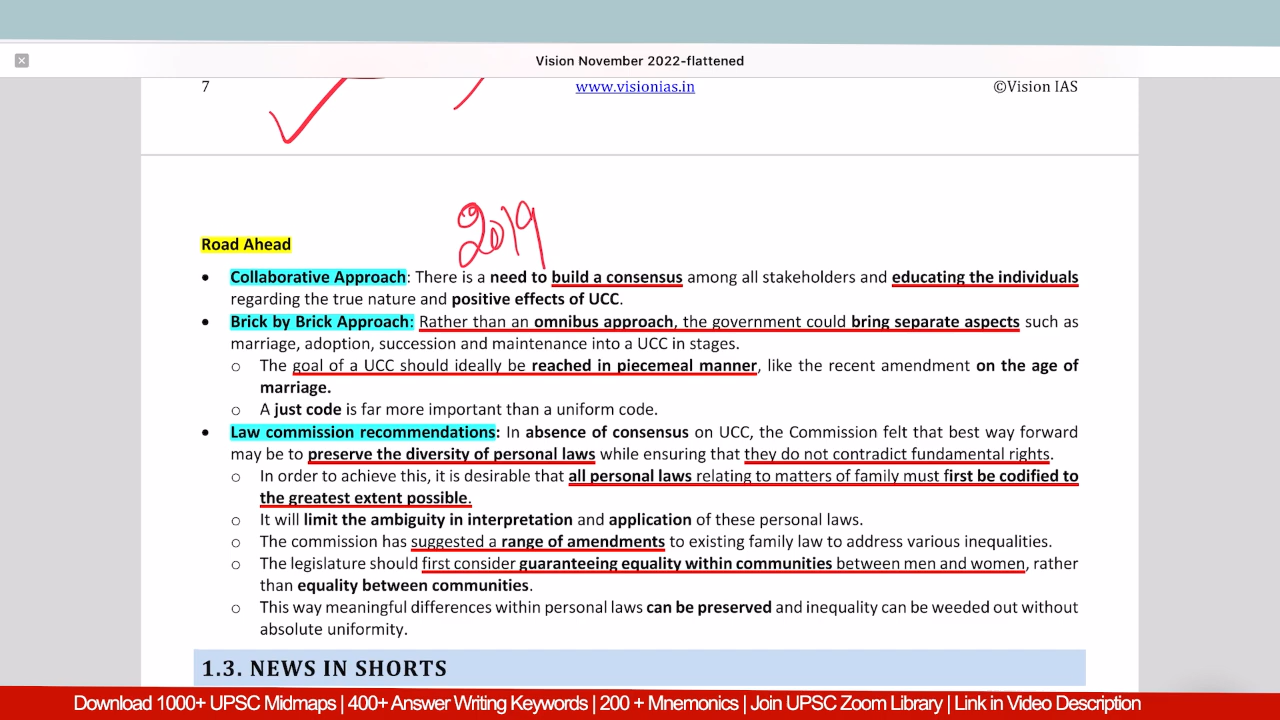 Vision November 2022-flattened
7 www.visionias.in ©Vision IAS
2019
Road Ahead
• Collaborative Approach: There is a need to build a consensus among all stakeholders and educating the individuals
regarding the true nature and positive effects of UCC.
• Brick by Brick Approach: Rather than an omnibus approach, the government could bring separate aspects such as
marriage, adoption, succession and maintenance into a UCC in stages.
o The goal of a UCC should ideally be reached in piecemeal manner, like the recent amendment on the age of
marriage.
o A just code is far more important than a uniform code.
• Law commission recommendations: In absence of consensus on UCC, the Commission felt that best way forward
may be to preserve the diversity of personal laws while ensuring that they do not contradict fundamental rights.
o In order to achieve this, it is desirable that all personal laws relating to matters of family must first be codified to
the greatest extent possible.
o It will limit the ambiguity in interpretation and application of these personal laws.
o The commission has suggested a range of amendments to existing family law to address various inequalities.
o The legislature should first consider guaranteeing equality within communities between men and women, rather
than equality between communities.
o This way meaningful differences within personal laws can be preserved and inequality can be weeded out without
absolute uniformity.
1.3. NEWS IN SHORTS
Download 1000+ UPSC Midmaps | 400+ Answer Writing Keywords | 200 + Mnemonics | Join UPSC Zoom Library | Link in Video Description